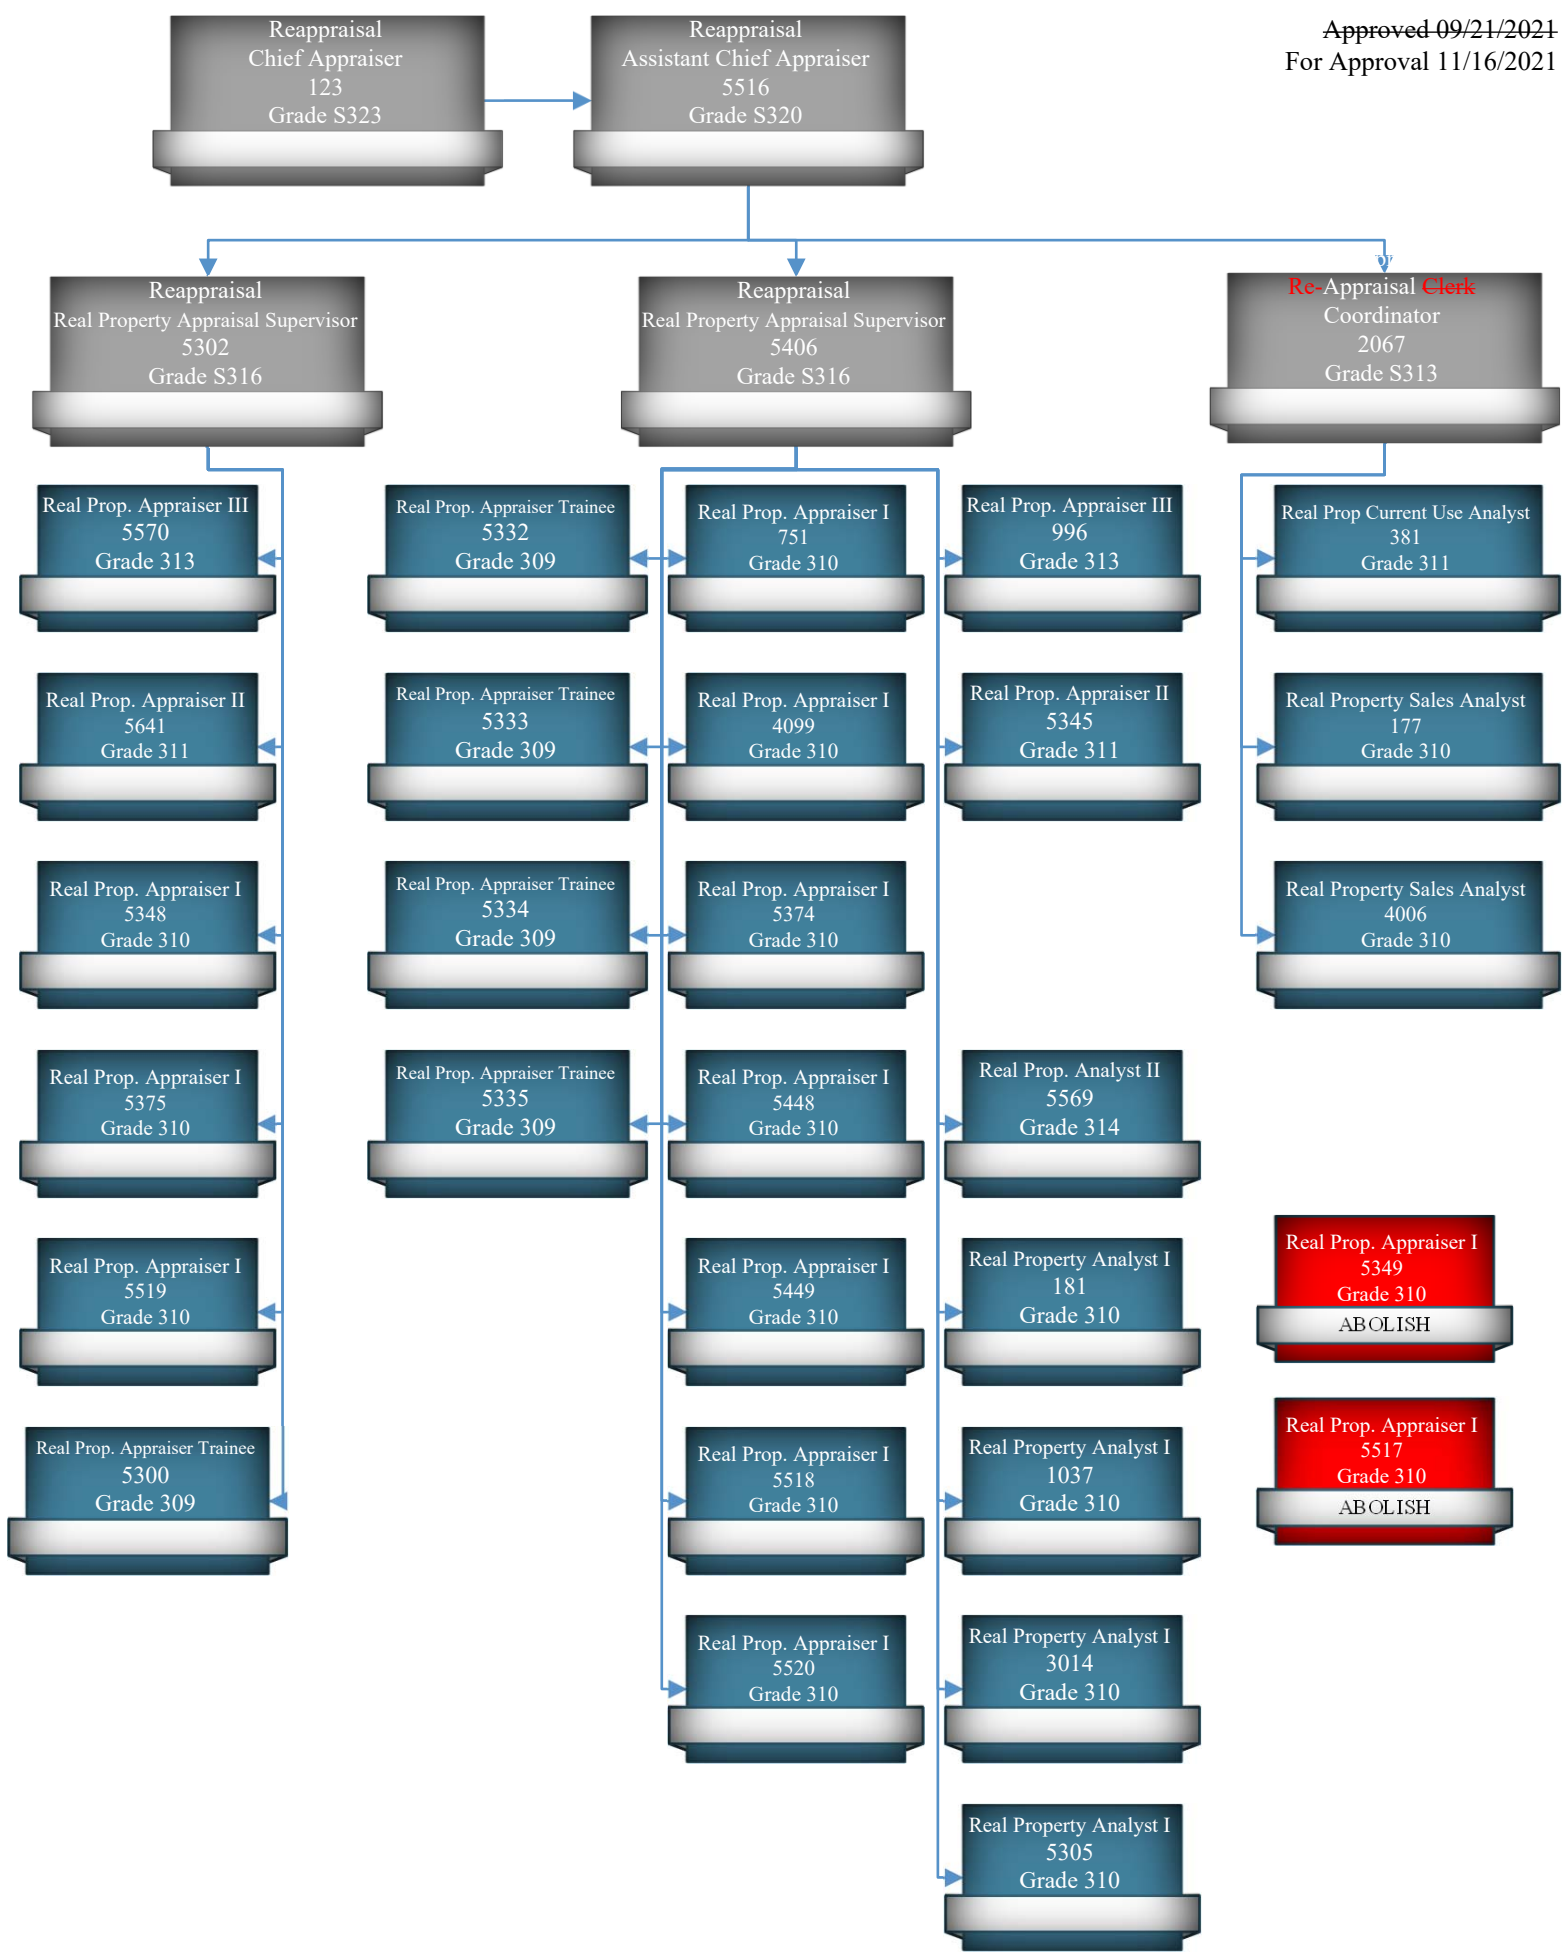 Approved 09/21/2021
For Approval 11/16/2021
Reappraisal
Chief Appraiser
123
Grade S323
Reappraisal
Assistant Chief Appraiser
5516
Grade S320
Reappraisal
Real Property Appraisal Supervisor
5302
Grade S316
Reappraisal
Real Property Appraisal Supervisor
5406
Grade S316
Re-Appraisal Clerk
Coordinator
2067
Grade S313
Real Prop. Appraiser III
5570
Grade 313
Real Prop. Appraiser Trainee
5332
Grade 309
Real Prop. Appraiser I
751
Grade 310
Real Prop. Appraiser III
996
Grade 313
Real Prop Current Use Analyst
381
Grade 311
Real Prop. Appraiser II
5641
Grade 311
Real Prop. Appraiser Trainee
5333
Grade 309
Real Prop. Appraiser I
4099
Grade 310
Real Prop. Appraiser II
5345
Grade 311
Real Property Sales Analyst
177
Grade 310
Real Prop. Appraiser I
5348
Grade 310
Real Prop. Appraiser Trainee
5334
Grade 309
Real Prop. Appraiser I
5374
Grade 310
Real Property Sales Analyst
4006
Grade 310
Real Prop. Appraiser I
5375
Grade 310
Real Prop. Appraiser Trainee
5335
Grade 309
Real Prop. Appraiser I
5448
Grade 310
Real Prop. Analyst II
5569
Grade 314
Real Prop. Appraiser I
5519
Grade 310
Real Prop. Appraiser I
5449
Grade 310
Real Property Analyst I
181
Grade 310
Real Prop. Appraiser I
5349
Grade 310
ABOLISH
Real Prop. Appraiser Trainee
5300
Grade 309
Real Prop. Appraiser I
5518
Grade 310
Real Property Analyst I
1037
Grade 310
Real Prop. Appraiser I
5517
Grade 310
ABOLISH
Real Prop. Appraiser I
5520
Grade 310
Real Property Analyst I
3014
Grade 310
Real Property Analyst I
5305
Grade 310